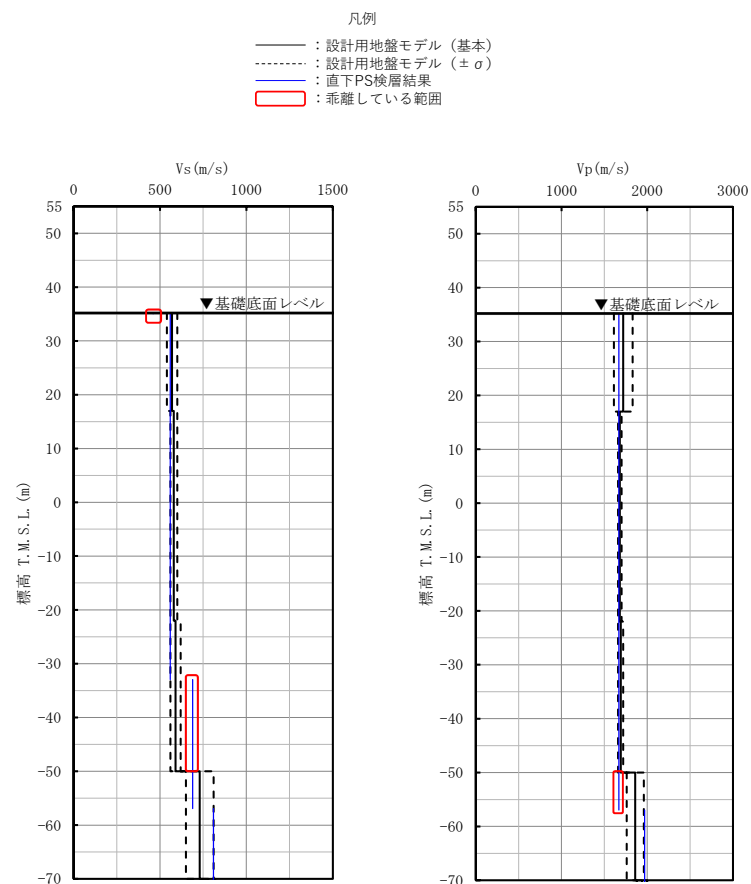 凡例
：設計用地盤モデル（基本）
：設計用地盤モデル（±σ）
：直下PS検層結果
：乖離している範囲
Vs(m/s)
0 500 1000 1500
55
50
40
▼基礎底面レベル
30
20
10
0
-10
-20
-30
-40
-50
-60
-70
標高 T.M.S.L.(m)
Vp(m/s)
0 1000 2000 3000
55
50
40
▼基礎底面レベル
30
20
10
0
-10
-20
-30
-40
-50
-60
-70
標高 T.M.S.L.(m)